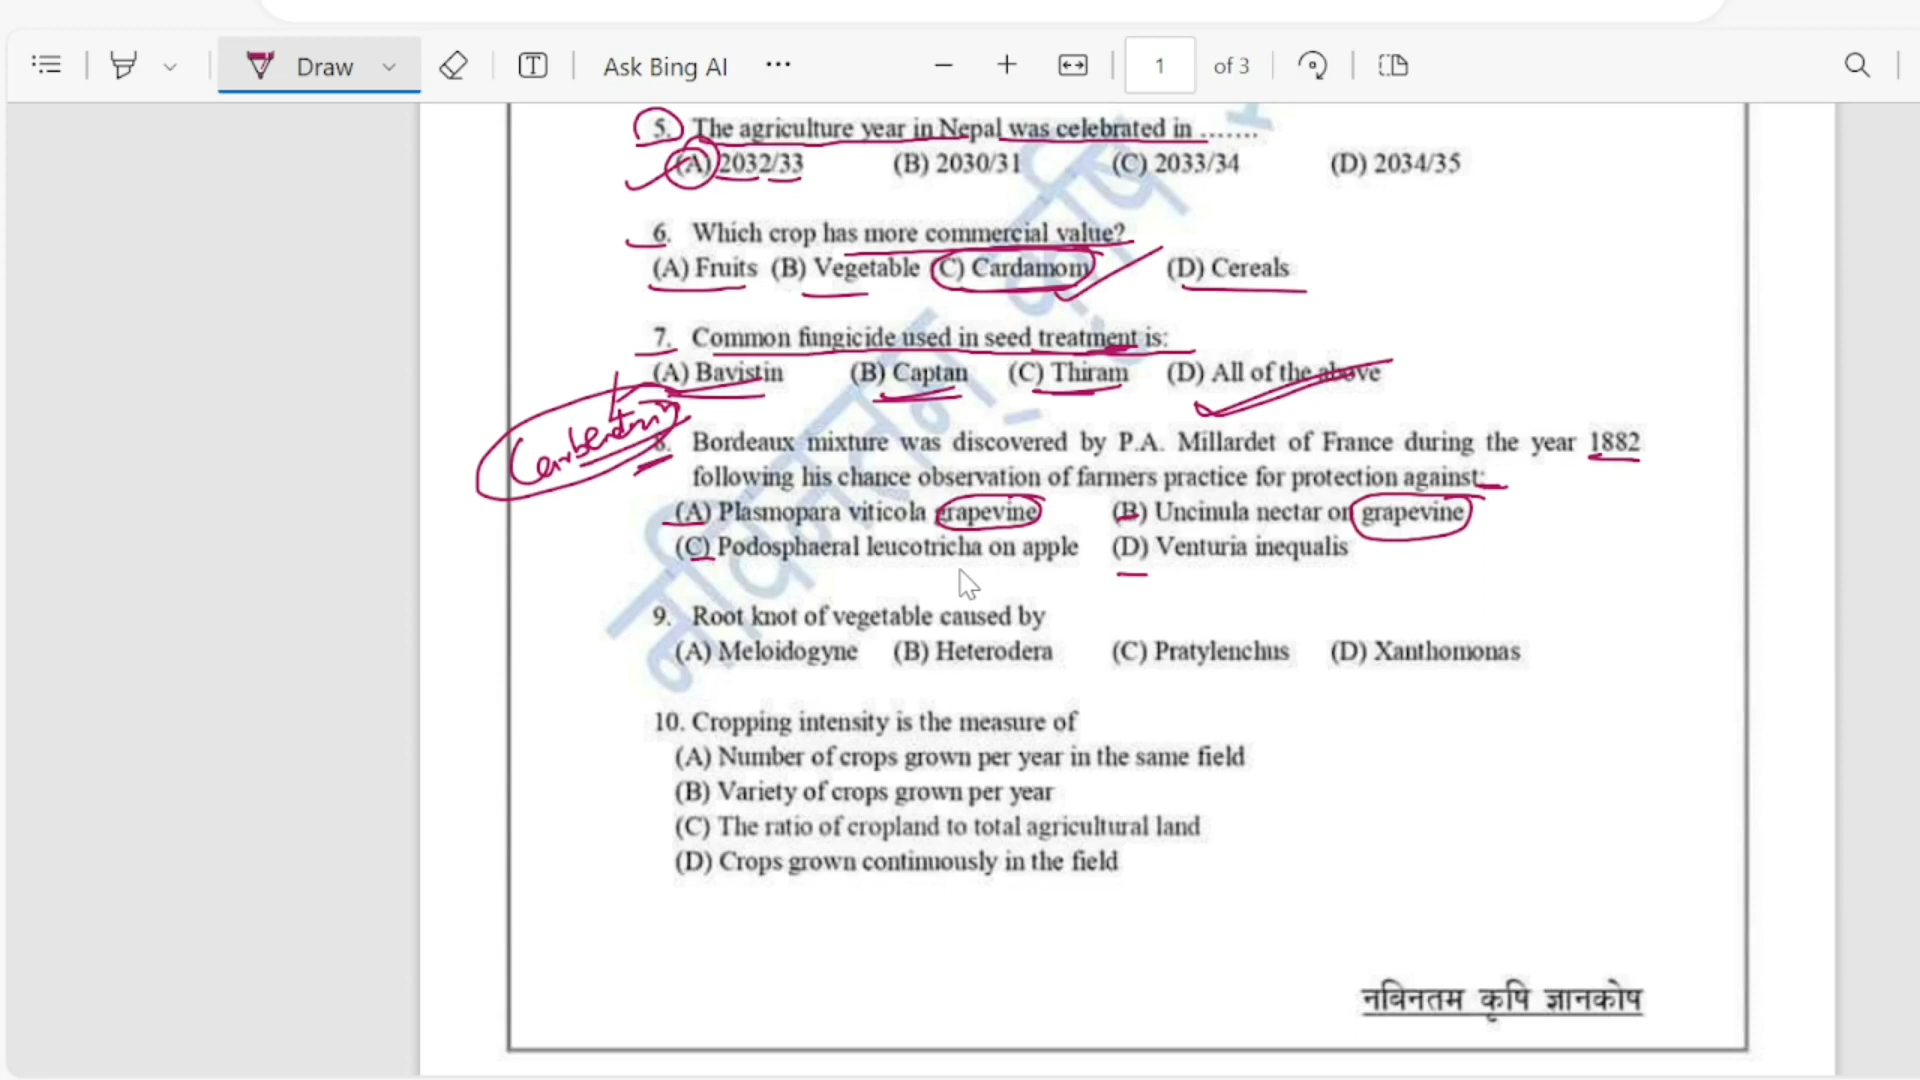 Draw
Ask Bing AI
1 of 3
5. The agriculture year in Nepal was celebrated in .......
(A) 2032/33 (B) 2030/31 (C) 2033/34 (D) 2034/35
6. Which crop has more commercial value?
(A) Fruits (B) Vegetable (C) Cardamom (D) Cereals
7. Common fungicide used in seed treatment is:
(A) Bavistin (B) Captan (C) Thiram (D) All of the above
8. Bordeaux mixture was discovered by P.A. Millardet of France during the year 1882
following his chance observation of farmers practice for protection against:
(A) Plasmopara viticola grapevine (B) Uncinula nectar on grapevine
(C) Podosphaeral leucotricha on apple (D) Venturia inequalis
9. Root knot of vegetable caused by
(A) Meloidogyne (B) Heterodera (C) Pratylenchus (D) Xanthomonas
10. Cropping intensity is the measure of
(A) Number of crops grown per year in the same field
(B) Variety of crops grown per year
(C) The ratio of cropland to total agricultural land
(D) Crops grown continuously in the field
नविनतम कृषि ज्ञानकोष